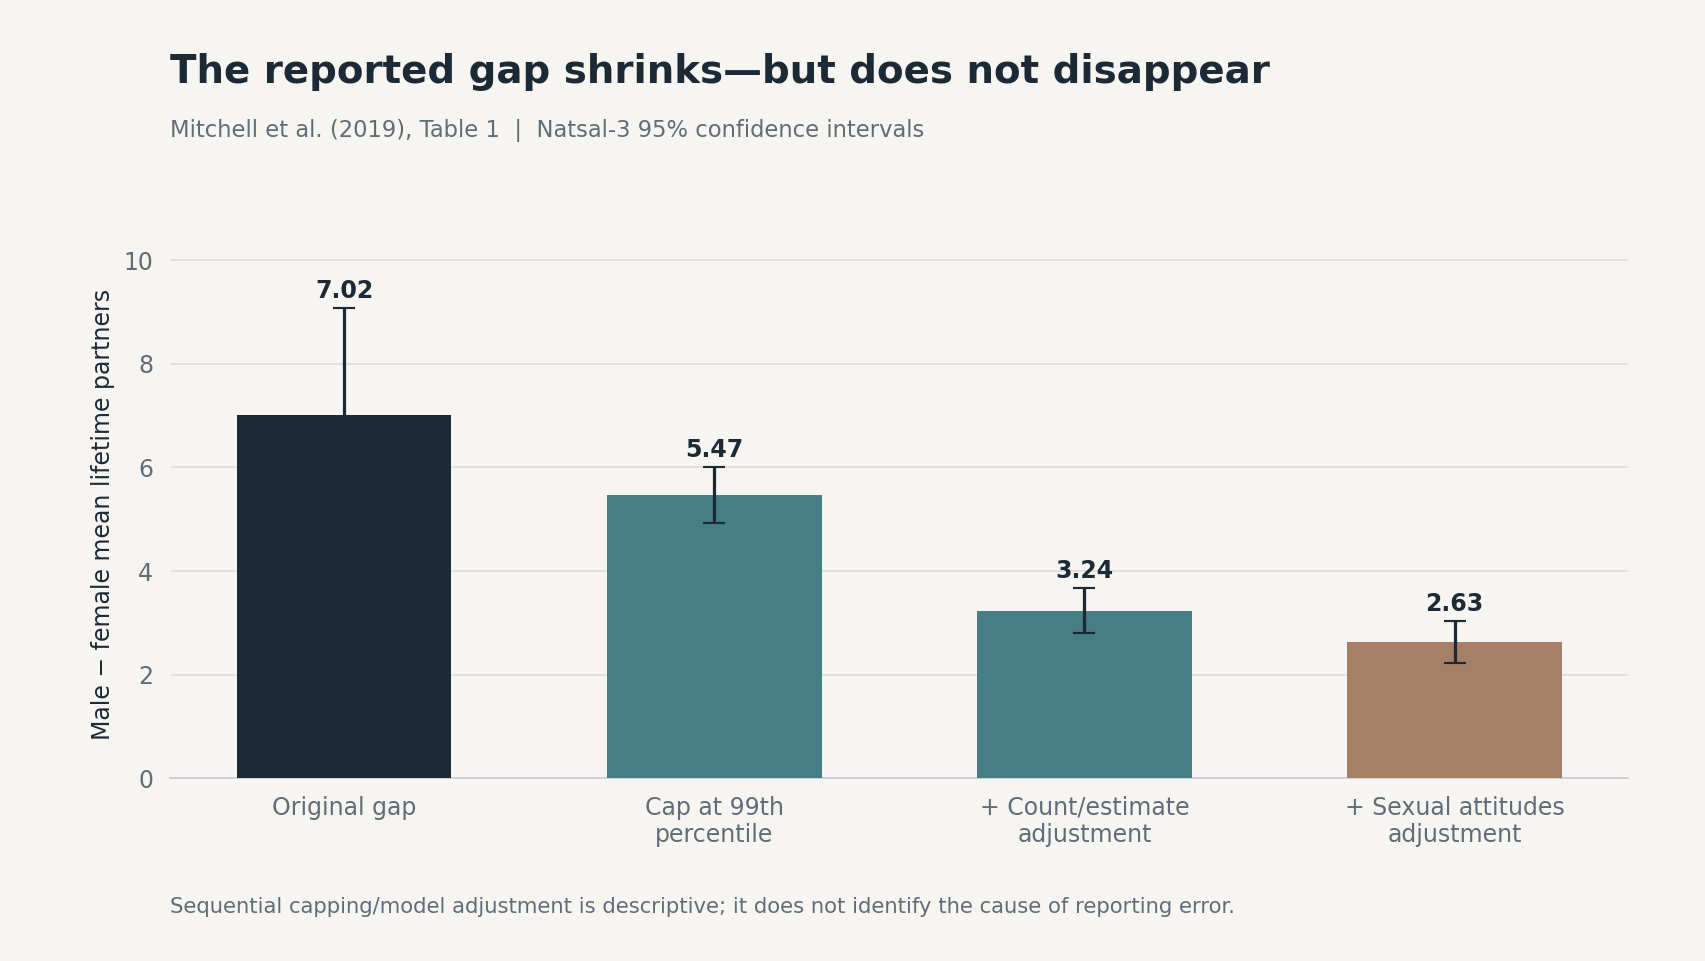 The reported gap shrinks—but does not disappear
Mitchell et al. (2019), Table 1 | Natsal-3 95% confidence intervals
Male − female mean lifetime partners
10
8
6
4
2
0
7.02
5.47
3.24
2.63
Original gap
Cap at 99th
percentile
+ Count/estimate
adjustment
+ Sexual attitudes
adjustment
Sequential capping/model adjustment is descriptive; it does not identify the cause of reporting error.